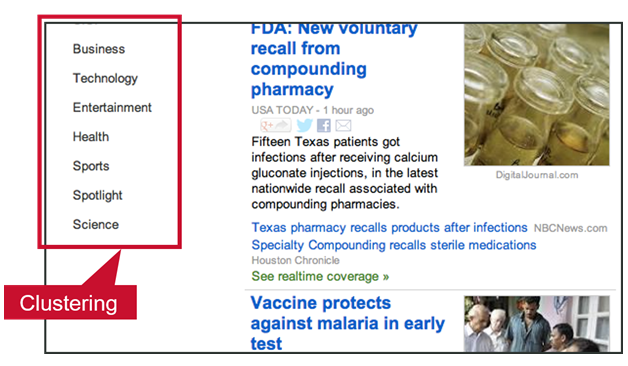 Business
Technology
Entertainment
Health
Sports
Spotlight
Science
Clustering
FDA: New voluntary
recall from
compounding
pharmacy
USA TODAY - 1 hour ago
Fifteen Texas patients got
infections after receiving calcium
gluconate injections, in the latest
nationwide recall associated with
compounding pharmacies.
DigitalJournal.com
Texas pharmacy recalls products after infections NBCNews.com
Specialty Compounding recalls sterile medications
Houston Chronicle
See realtime coverage »
Vaccine protects
against malaria in early
test